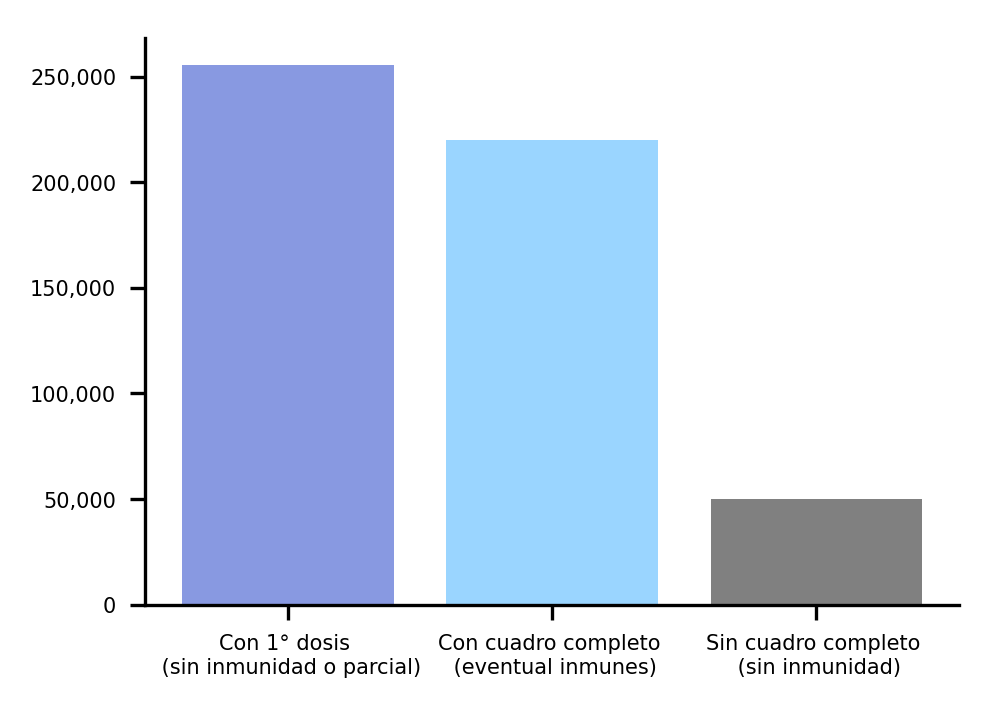 250,000
200,000
150,000
100,000
50,000
0
Con 1° dosis
(sin inmunidad o parcial)
Con cuadro completo
(eventual inmunes)
Sin cuadro completo
(sin inmunidad)